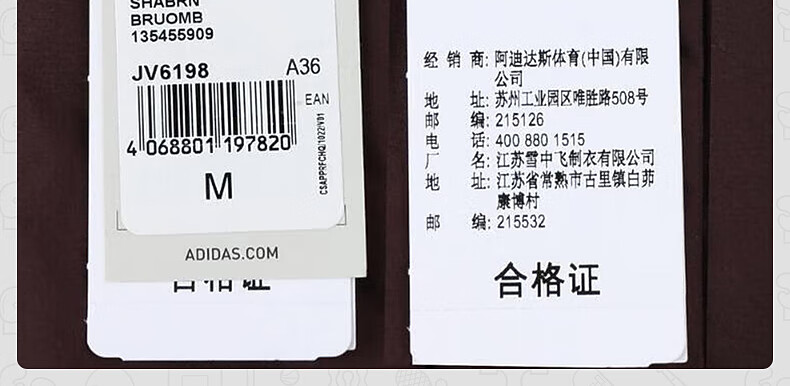 SHABRN
BRUOMB
135455909
JV6198
A36
EAN
4 068801 197820
CSAPPRFCHQ/1022/V01
M
ADIDAS.COM
合格证
经销商:阿迪达斯体育(中国)有限
公司
地址:苏州工业园区唯胜路508号
邮编:215126
电话:400 880 1515
厂名:江苏雪中飞制衣有限公司
地址:江苏省常熟市古里镇白茆
康博村
邮编:215532
合格证